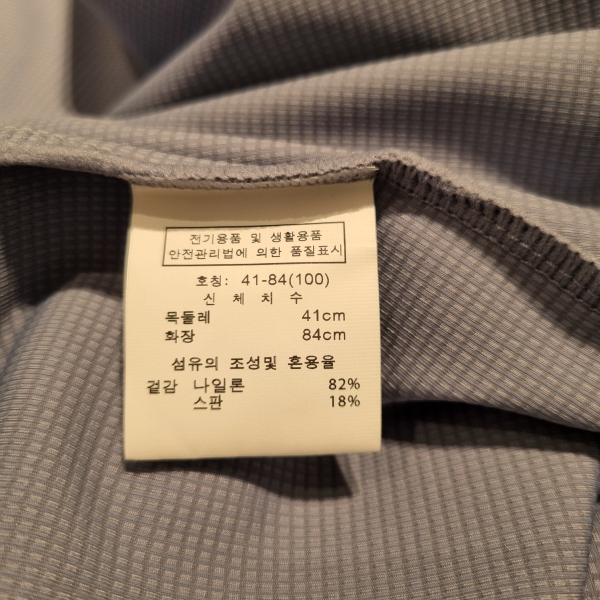 전기용품 및 생활용품
안전관리법에 의한 품질표시
호칭: 41-84(100)
신 체 치 수
목둘레 41cm
화장 84cm
섬유의 조성및 혼용율
겉감 나일론 82%
스판 18%